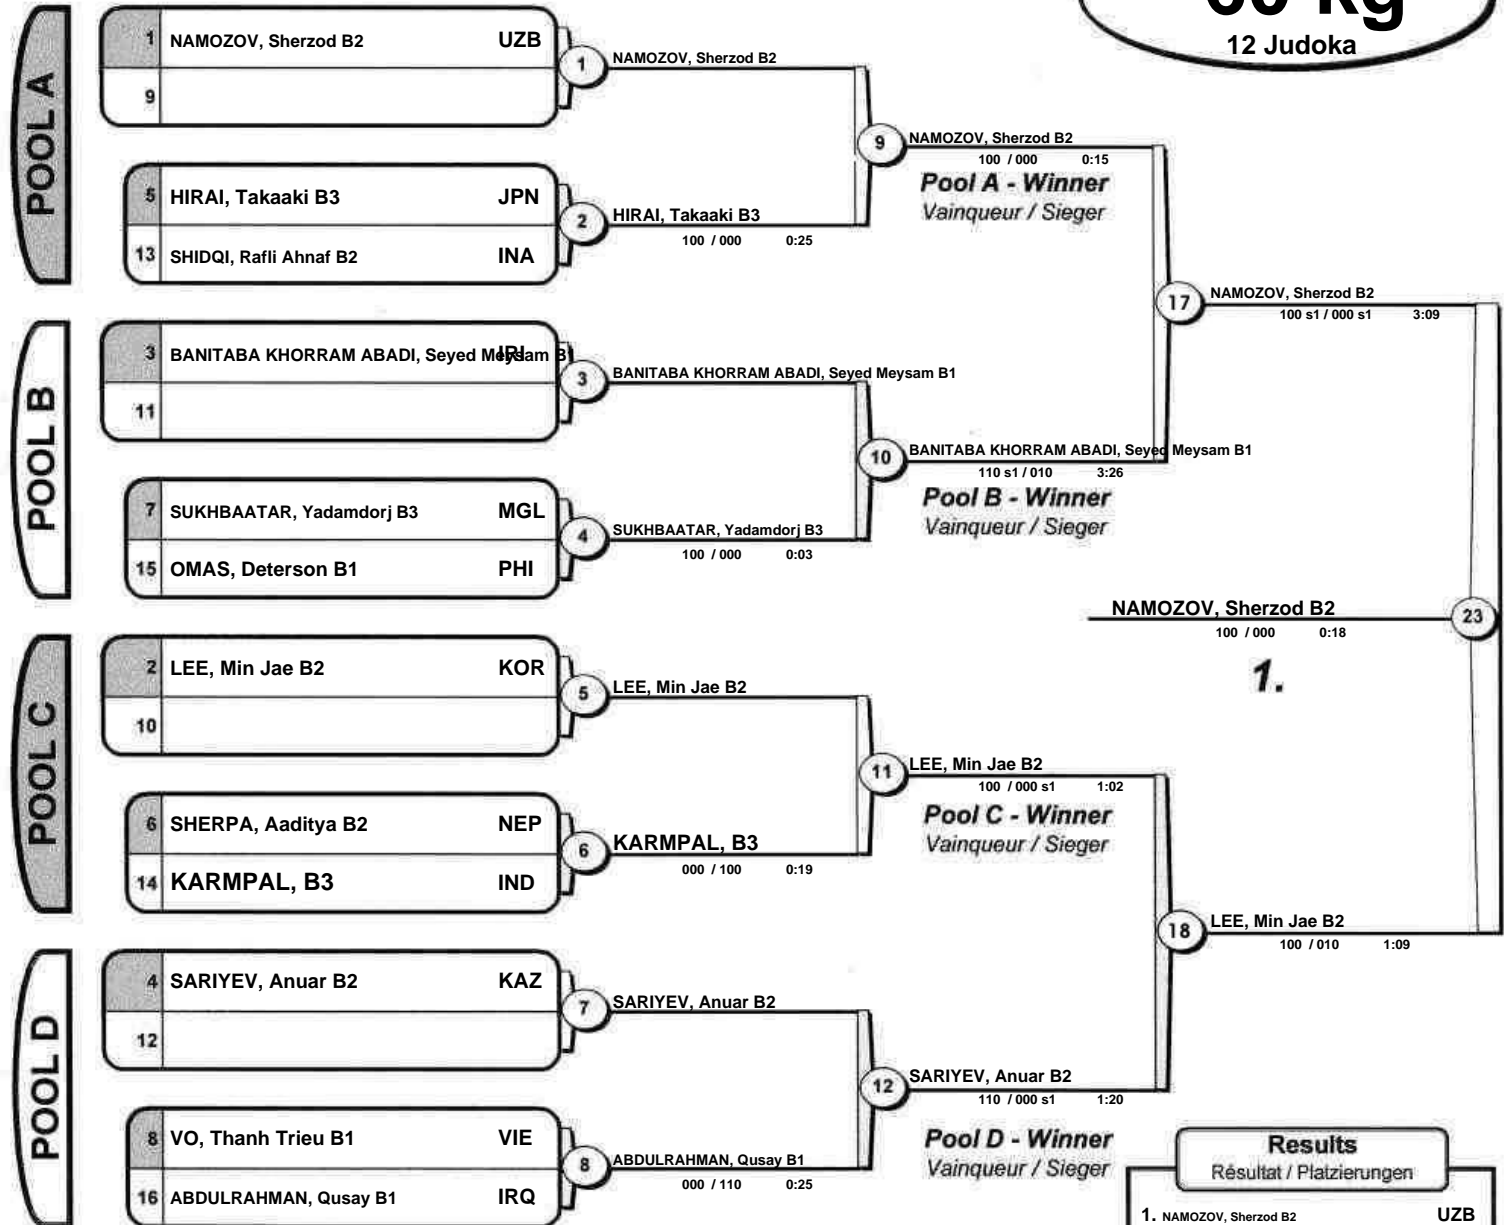 60 kg
12 Judoka
POOL A
1 NAMOZOV, Sherzod B2 UZB
9
1 NAMOZOV, Sherzod B2
5 HIRAI, Takaaki B3 JPN
13 SHIDQI, Rafli Ahnaf B2 INA
2 HIRAI, Takaaki B3
100 / 000 0:25
9 NAMOZOV, Sherzod B2
100 / 000 0:15
Pool A - Winner
Vainqueur / Sieger
POOL B
3 BANITABA KHORRAM ABADI, Seyed Meysam B1 IRI
11
3 BANITABA KHORRAM ABADI, Seyed Meysam B1
7 SUKHBAATAR, Yadamdorj B3 MGL
15 OMAS, Deterson B1 PHI
4 SUKHBAATAR, Yadamdorj B3
100 / 000 0:03
10 BANITABA KHORRAM ABADI, Seyed Meysam B1
110 s1 / 010 3:26
Pool B - Winner
Vainqueur / Sieger
17 NAMOZOV, Sherzod B2
100 s1 / 000 s1 3:09
POOL C
2 LEE, Min Jae B2 KOR
10
5 LEE, Min Jae B2
6 SHERPA, Aaditya B2 NEP
14 KARMPAL, B3 IND
6 KARMPAL, B3
000 / 100 0:19
11 LEE, Min Jae B2
100 / 000 s1 1:02
Pool C - Winner
Vainqueur / Sieger
POOL D
4 SARIYEV, Anuar B2 KAZ
12
7 SARIYEV, Anuar B2
8 VO, Thanh Trieu B1 VIE
16 ABDULRAHMAN, Qusay B1 IRQ
8 ABDULRAHMAN, Qusay B1
000 / 110 0:25
12 SARIYEV, Anuar B2
110 / 000 s1 1:20
Pool D - Winner
Vainqueur / Sieger
18 LEE, Min Jae B2
100 / 010 1:09
NAMOZOV, Sherzod B2 23
100 / 000 0:18
1.
Results
Résultat / Platzierungen
1. NAMOZOV, Sherzod B2 UZB